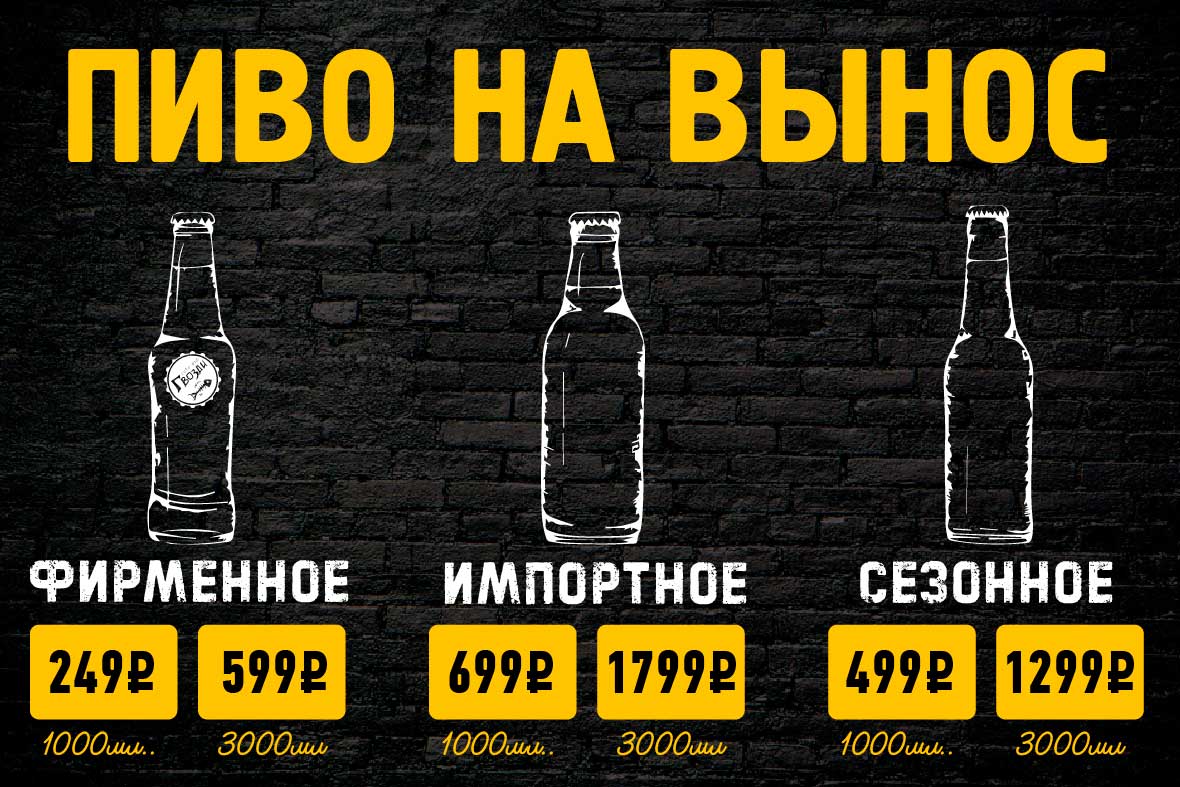 ПИВО НА ВЫНОС
Гвозди
ФИРМЕННОЕ
ИМПОРТНОЕ
СЕЗОННОЕ
249₽ 599₽ 699₽ 1799₽ 499₽ 1299₽
1000мл.. 3000мл 1000мл.. 3000мл 1000мл.. 3000мл